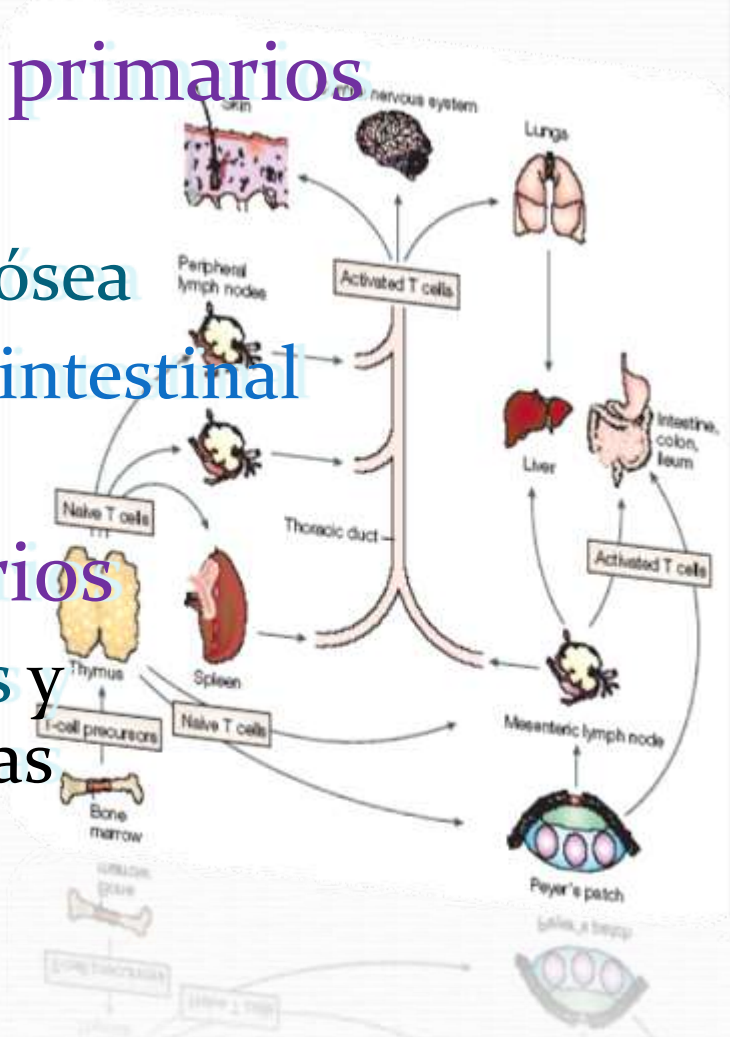 primarios
ósea
intestinal
rios
s y
as
Skin
nervous system
Lungs
Peripheral
lymph nodes
Activated T cells
Liver
Intestine,
colon,
ileum
Naive T cells
Thoracic duct
Activated T cells
Thymus
Spleen
T-cell precursors
Naive T cells
Mesenteric lymph node
Bone
marrow
Peyer's patch